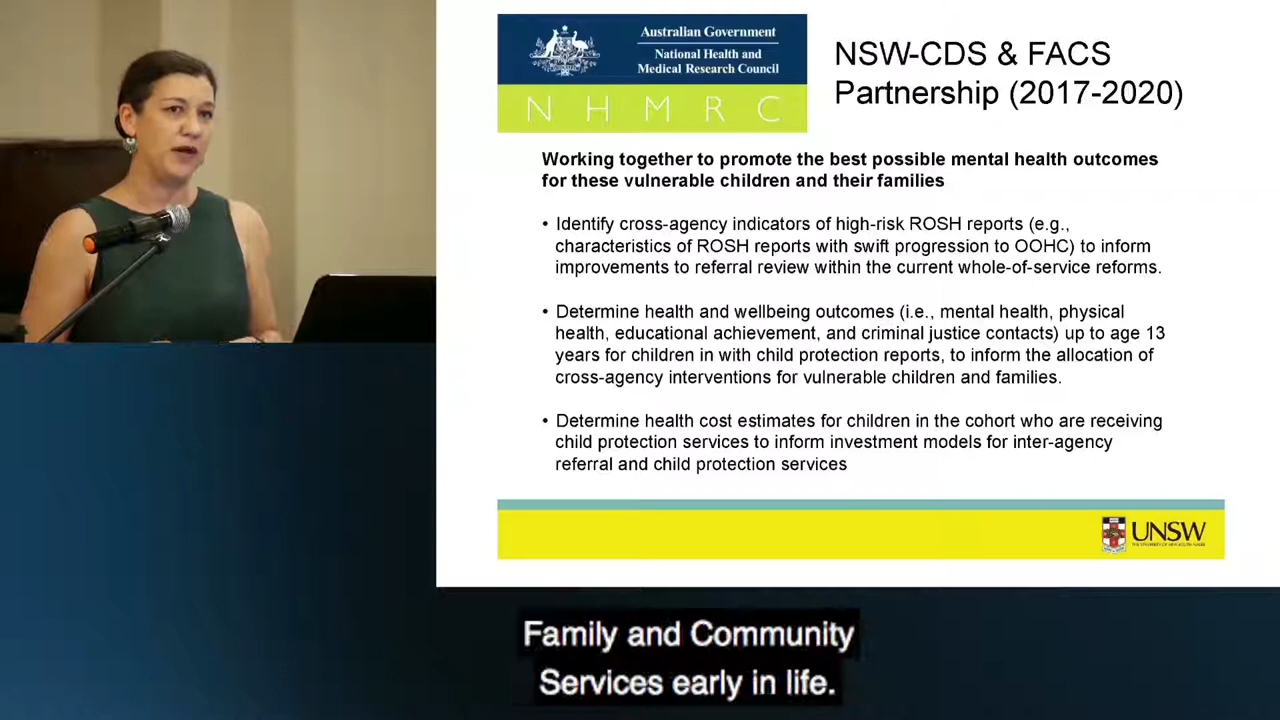 Australian Government
National Health and
Medical Research Council
N H M R C
NSW-CDS & FACS
Partnership (2017-2020)
Working together to promote the best possible mental health outcomes
for these vulnerable children and their families
• Identify cross-agency indicators of high-risk ROSH reports (e.g.,
characteristics of ROSH reports with swift progression to OOHC) to inform
improvements to referral review within the current whole-of-service reforms.
• Determine health and wellbeing outcomes (i.e., mental health, physical
health, educational achievement, and criminal justice contacts) up to age 13
years for children in with child protection reports, to inform the allocation of
cross-agency interventions for vulnerable children and families.
• Determine health cost estimates for children in the cohort who are receiving
child protection services to inform investment models for inter-agency
referral and child protection services
UNSW
Family and Community
Services early in life.